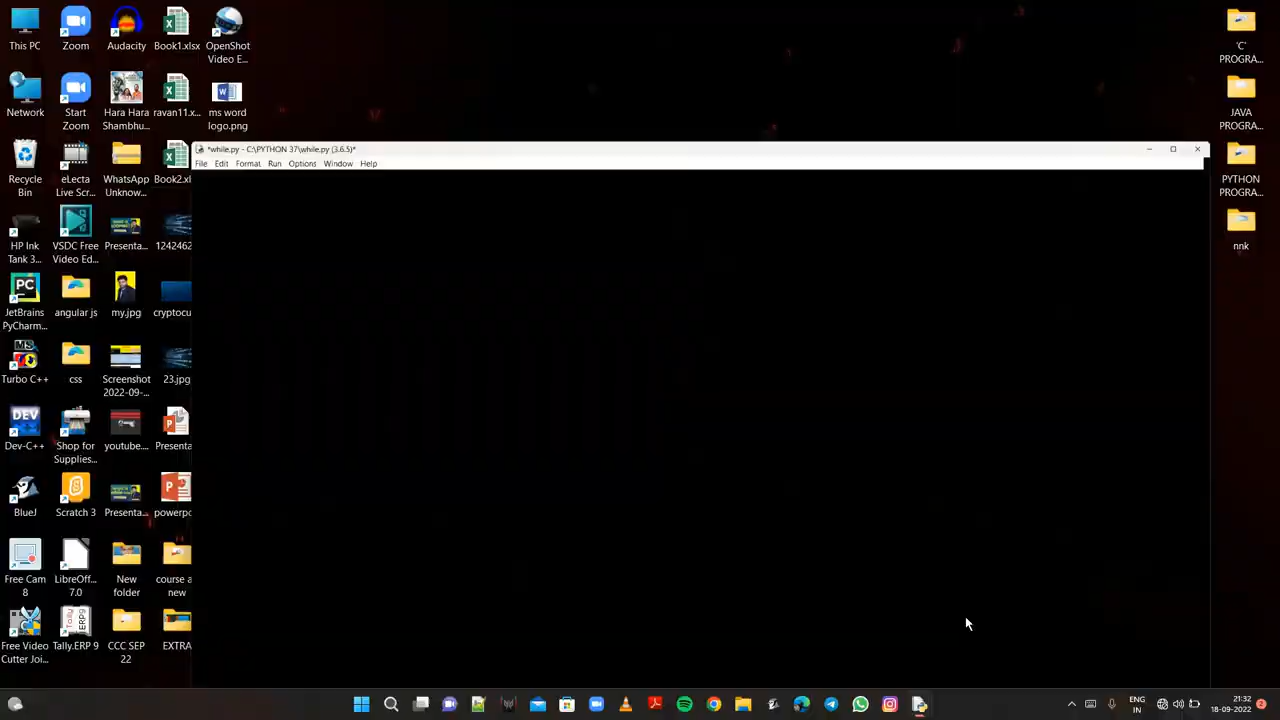 This PC
Zoom
Audacity
Book1.xlsx
OpenShot
Video E...
Network
Start
Zoom
Hara Hara
Shambhu...
ravan11.x...
ms word
logo.png
Recycle
Bin
eLecta
Live Scr...
WhatsApp
Unknow...
Book2.xl
HP Ink
Tank 3...
VSDC Free
Video Ed...
Presenta...
1242462
JetBrains
PyCharm...
angular js
my.jpg
cryptocu
Turbo C++
css
Screenshot
2022-09-...
23.jpg
Dev-C++
Shop for
Supplies...
youtube....
Presenta
BlueJ
Scratch 3
Presenta...
powerpo
Free Cam
8
LibreOff...
7.0
New
folder
course a
new
Free Video
Cutter Joi...
Tally.ERP 9
CCC SEP
22
EXTRA
*while.py - C:\PYTHON 37\while.py (3.6.5)*
File Edit Format Run Options Window Help
'C'
PROGRA...
JAVA
PROGRA...
PYTHON
PROGRA...
nnk
ENG
IN
21:32
18-09-2022
2